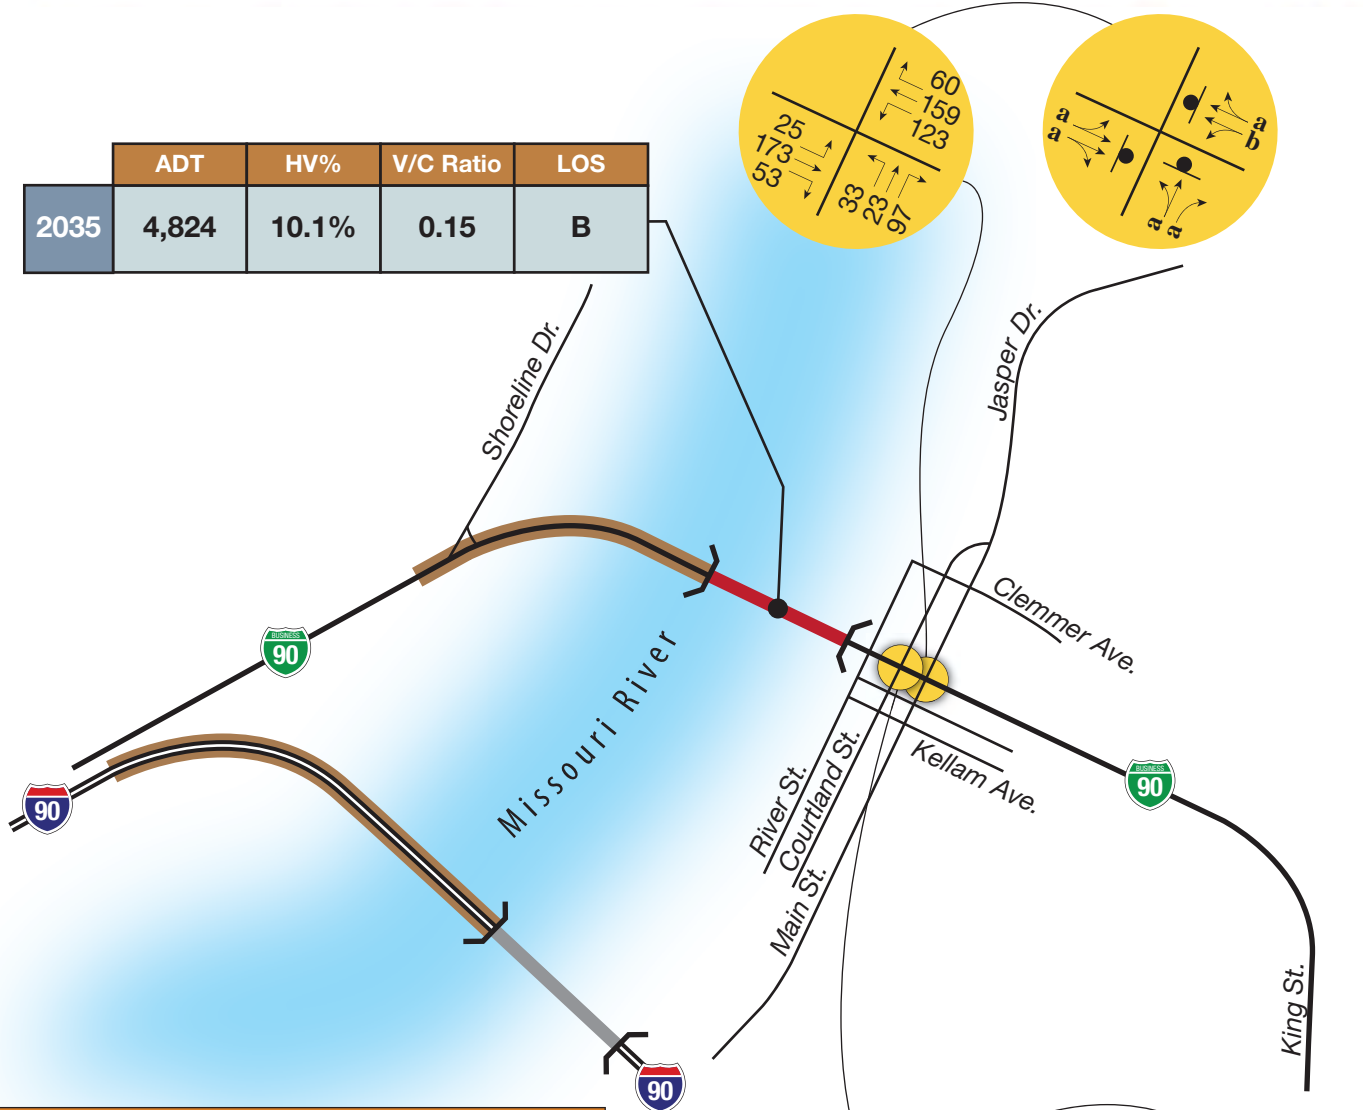 ADT HV% V/C Ratio LOS
2035 4,824 10.1% 0.15 B
60
159
123
25
173
53
33
23
97
a
a
a
b
a
a
Shoreline Dr.
Jasper Dr.
Clemmer Ave.
Kellam Ave.
River St.
Courtland St.
Main St.
King St.
Missouri River
BUSINESS
90
90
BUSINESS
90
90